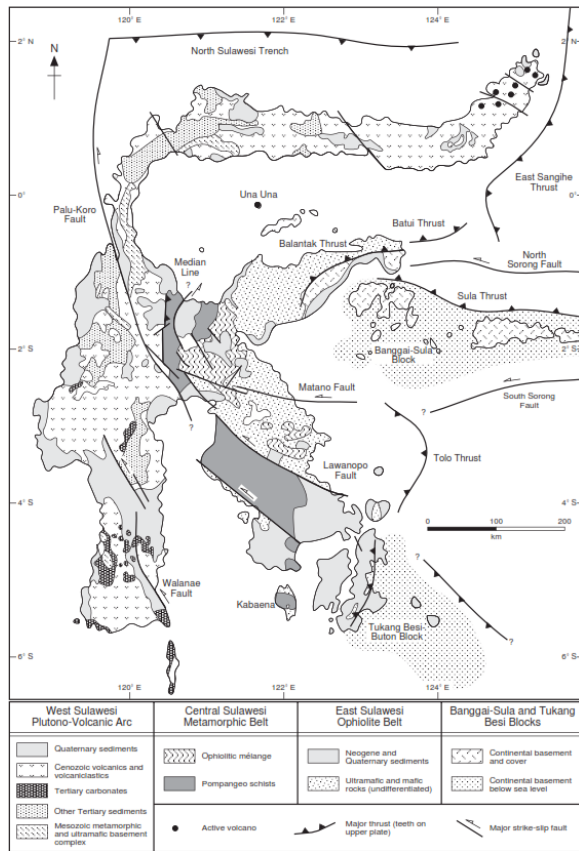 120° E
122° E
124° E
2° N
N
North Sulawesi Trench
2° N
East Sangihe
Thrust
0°
Una Una
0°
Palu-Koro
Fault
Batui Thrust
Balantak Thrust
Median
Line
North
Sorong Fault
?
Sula Thrust
2° S
Banggai-Sula
Block
2° S
Matano Fault
South Sorong
Fault
?
?
Lawanopo
Fault
Tolo Thrust
4° S
4° S
0
100
200
km
Walanae
Fault
Kabaena
?
Tukang Besi-
Buton Block
?
6° S
6° S
120° E
122° E
124° E
West Sulawesi
Plutono-Volcanic Arc
Central Sulawesi
Metamorphic Belt
East Sulawesi
Ophiolite Belt
Banggai-Sula and Tukang
Besi Blocks
Quaternary sediments
Cenozoic volcanics and
volcaniclastics
Tertiary carbonates
Other Tertiary sediments
Mesozoic metamorphic
and ultramafic basement
complex
Ophiolitic mélange
Pompangeo schists
Neogene and
Quaternary sediments
Ultramafic and mafic
rocks (undifferentiated)
Continental basement
and cover
Continental basement
below sea level
Active volcano
Major thrust (teeth on
upper plate)
Major strike-slip fault